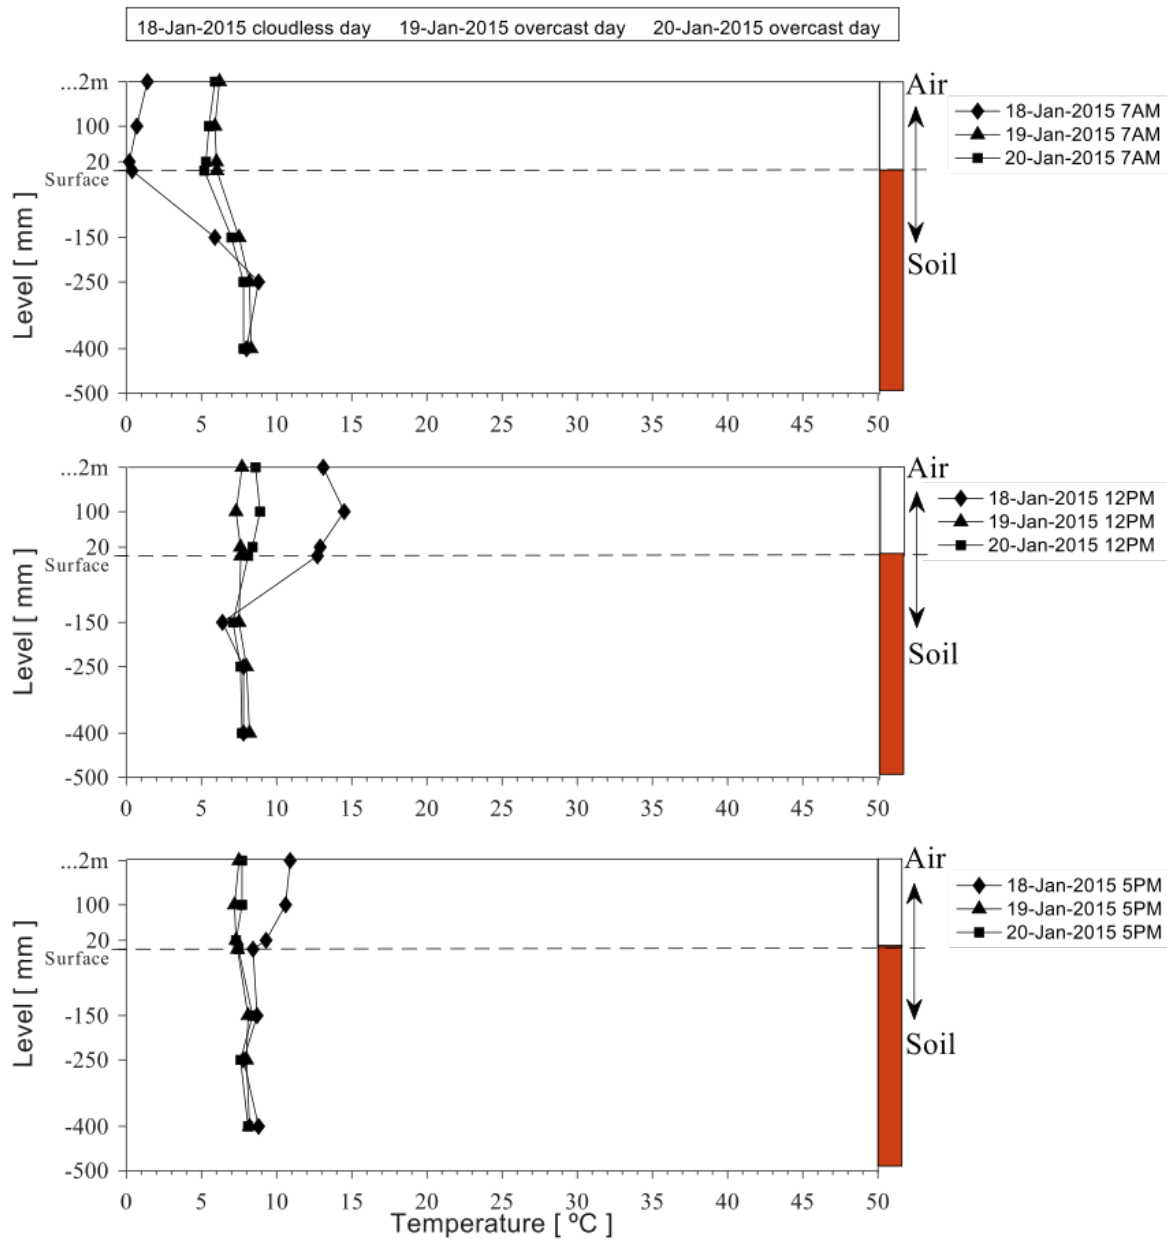 18-Jan-2015 cloudless day 19-Jan-2015 overcast day 20-Jan-2015 overcast day
...2m
100
20
Surface
-150
-250
-400
-500
Level [ mm ]
0 5 10 15 20 25 30 35 40 45 50
Air
Soil
18-Jan-2015 7AM
19-Jan-2015 7AM
20-Jan-2015 7AM
...2m
100
20
Surface
-150
-250
-400
-500
Level [ mm ]
0 5 10 15 20 25 30 35 40 45 50
Air
Soil
18-Jan-2015 12PM
19-Jan-2015 12PM
20-Jan-2015 12PM
...2m
100
20
Surface
-150
-250
-400
-500
Level [ mm ]
0 5 10 15 20 25 30 35 40 45 50
Temperature [ ºC ]
Air
Soil
18-Jan-2015 5PM
19-Jan-2015 5PM
20-Jan-2015 5PM